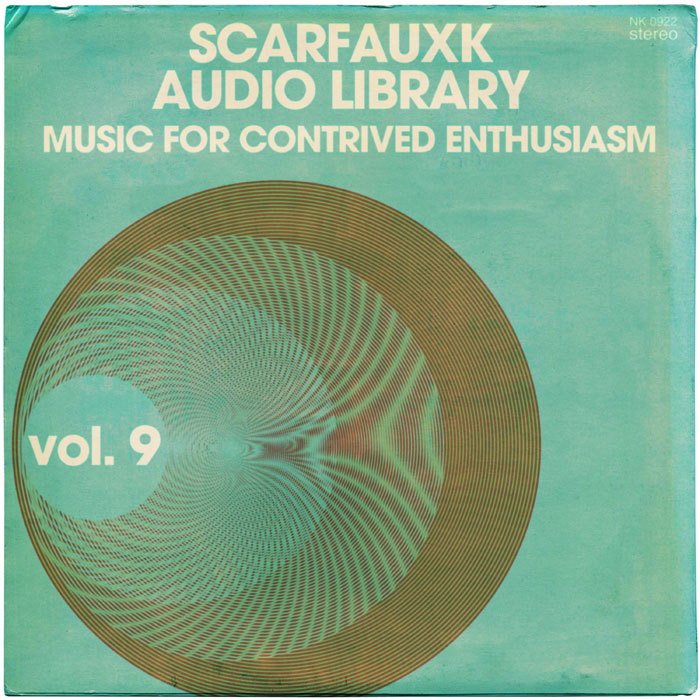 NK 0922
stereo
SCARFAUXK
AUDIO LIBRARY
MUSIC FOR CONTRIVED ENTHUSIASM
vol. 9